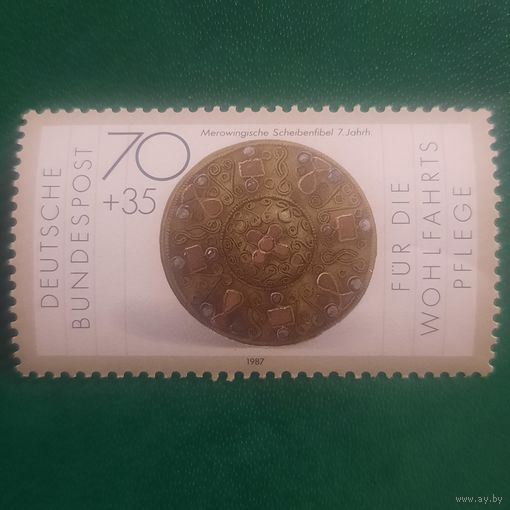 DEUTSCHE
BUNDESPOST
70
+35
Merowingische Scheibenfibel 7. Jahrh.
FÜR DIE
WOHLFAHRTS
PFLEGE
1987
www.ay.by